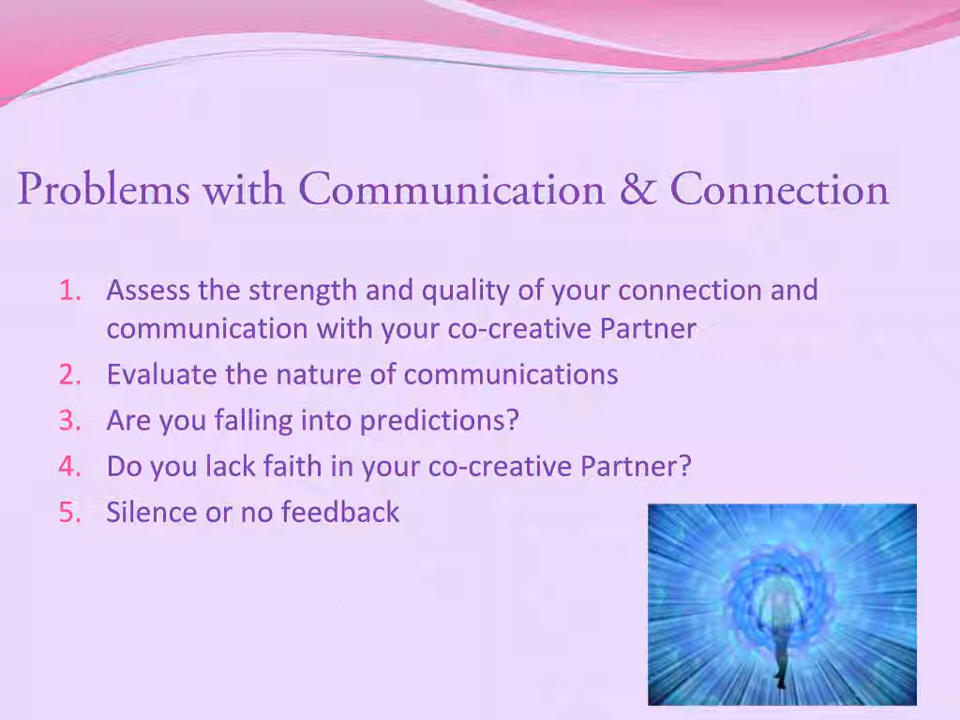 Problems with Communication & Connection
1. Assess the strength and quality of your connection and
communication with your co-creative Partner
2. Evaluate the nature of communications
3. Are you falling into predictions?
4. Do you lack faith in your co-creative Partner?
5. Silence or no feedback